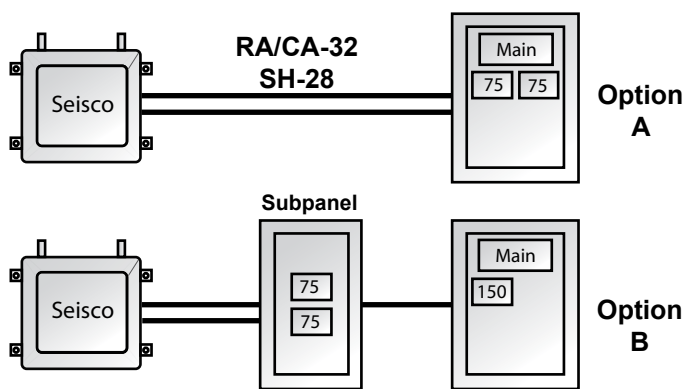 RA/CA-32
SH-28
Seisco
Main
75 75
Option
A
Subpanel
Seisco
75
75
Main
150
Option
B